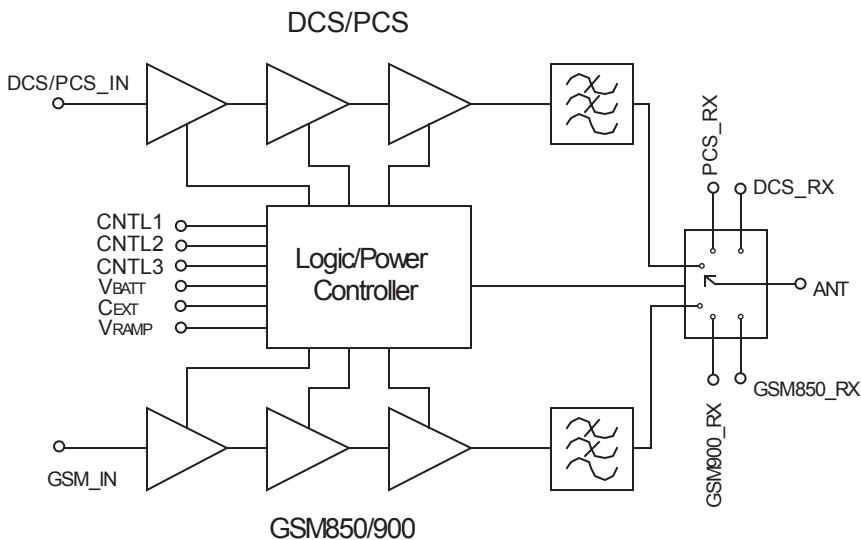 DCS/PCS
DCS/PCS_IN
PCS_RX
DCS_RX
CNTL1
CNTL2
CNTL3
VBATT
CEXT
VRAMP
Logic/Power
Controller
ANT
GSM850_RX
GSM900_RX
GSM_IN
GSM850/900